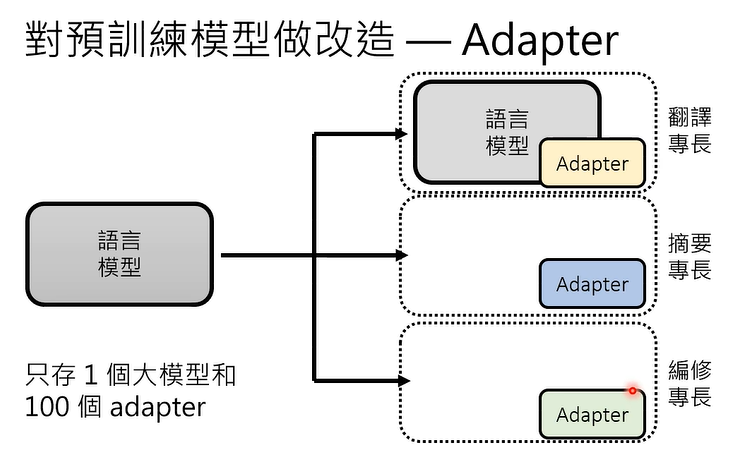 對預訓練模型做改造 — Adapter
語言
模型
Adapter
翻譯
專長
語言
模型
Adapter
摘要
專長
只存 1 個大模型和
100 個 adapter
Adapter
編修
專長